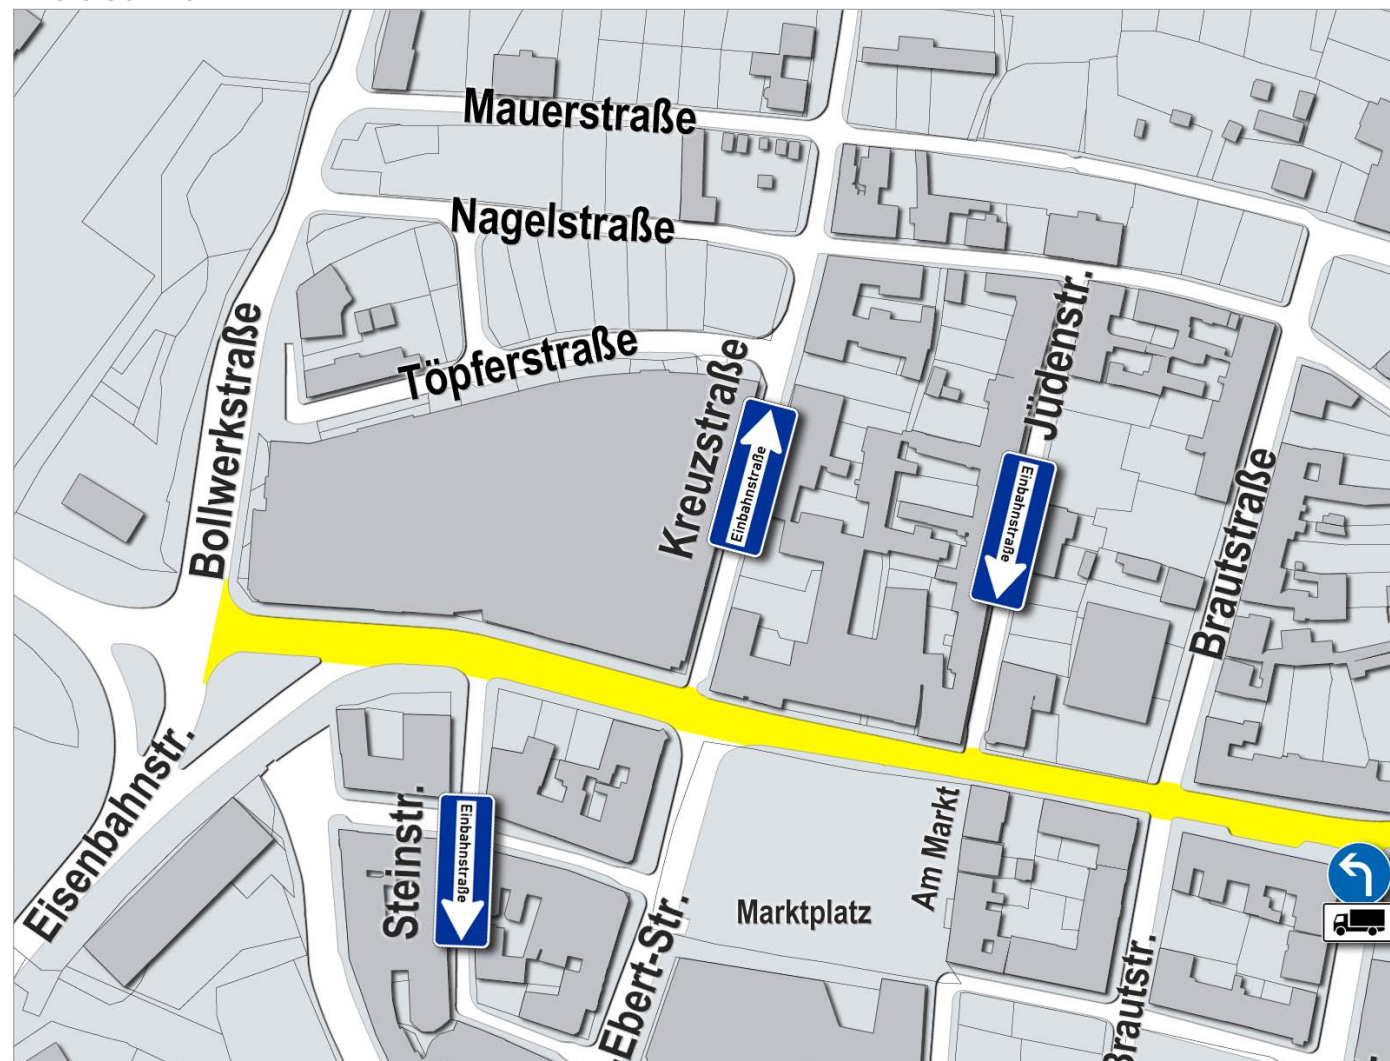 Mauerstraße
Nagelstraße
Töpferstraße
Jüdenstr.
Bollwerkstraße
Kreuzstraße
Einbahnstraße
Einbahnstraße
Brautstraße
Eisenbahnstr.
Steinstr.
Einbahnstraße
Am Markt
Marktplatz
Ebert-Str.
Brautstr.